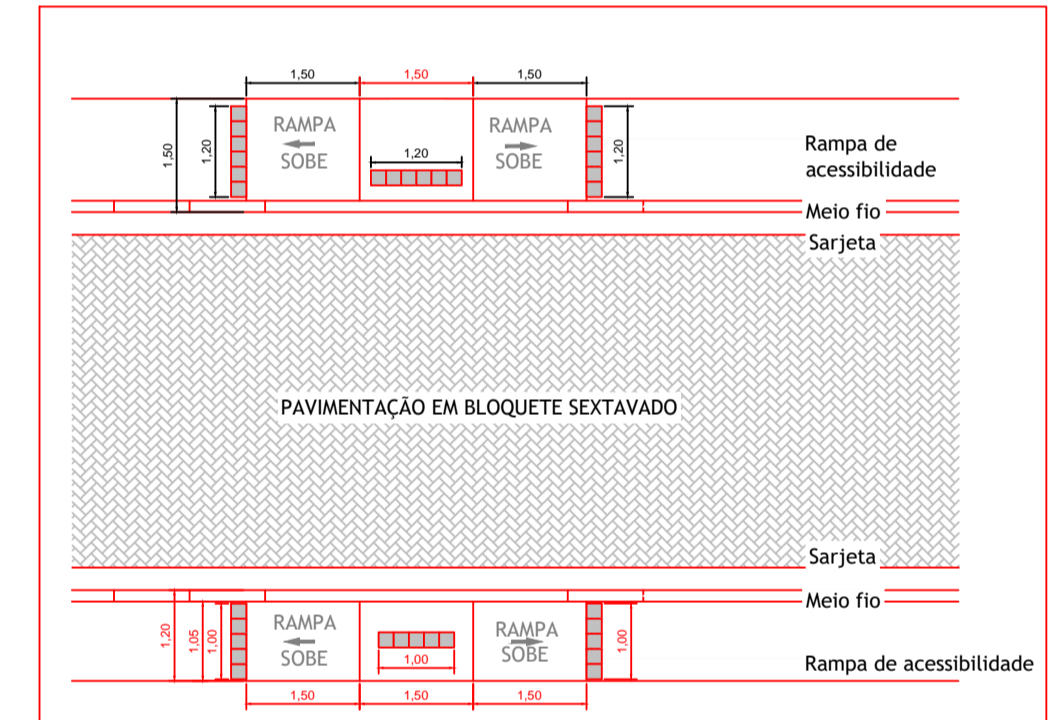 1,50
1,50
1,50
1,50
1,20
RAMPA
SOBE
1,20
RAMPA
SOBE
1,20
Rampa de
acessibilidade
Meio fio
Sarjeta
PAVIMENTAÇÃO EM BLOQUETE SEXTAVADO
Sarjeta
Meio fio
1,20
1,05
1,00
RAMPA
SOBE
1,00
RAMPA
SOBE
1,00
Rampa de acessibilidade
1,50
1,50
1,50